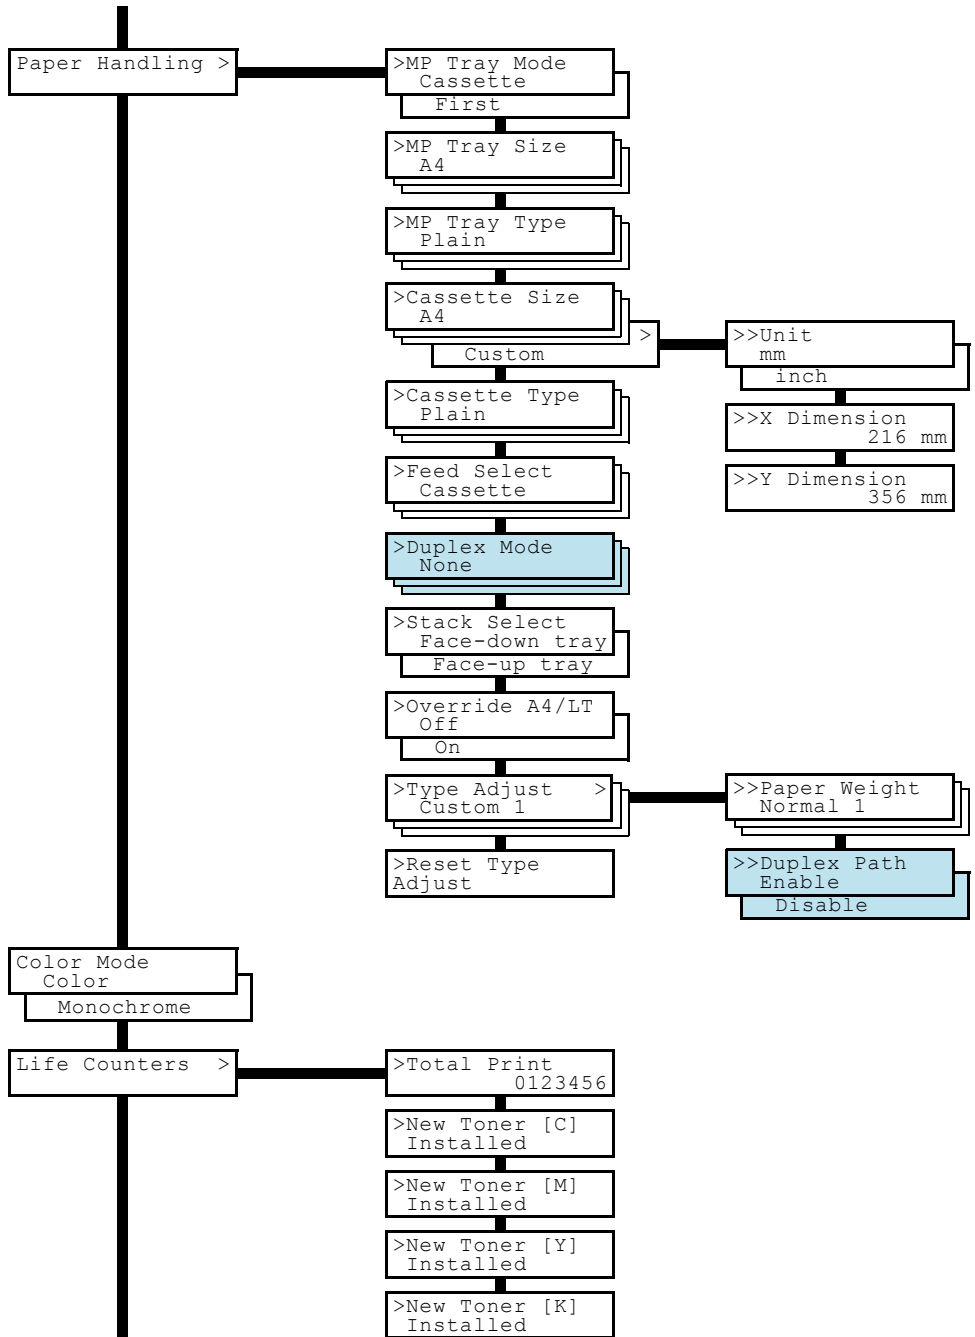 Paper Handling >
>MP Tray Mode
Cassette
First
>MP Tray Size
A4
>MP Tray Type
Plain
>Cassette Size
A4
>
Custom
>>Unit
mm
inch
>>X Dimension
216 mm
>>Y Dimension
356 mm
>Cassette Type
Plain
>Feed Select
Cassette
>Duplex Mode
None
>Stack Select
Face-down tray
Face-up tray
>Override A4/LT
Off
On
>Type Adjust >
Custom 1
>>Paper Weight
Normal 1
>>Duplex Path
Enable
Disable
>Reset Type
Adjust
Color Mode
Color
Monochrome
Life Counters >
>Total Print
0123456
>New Toner [C]
Installed
>New Toner [M]
Installed
>New Toner [Y]
Installed
>New Toner [K]
Installed